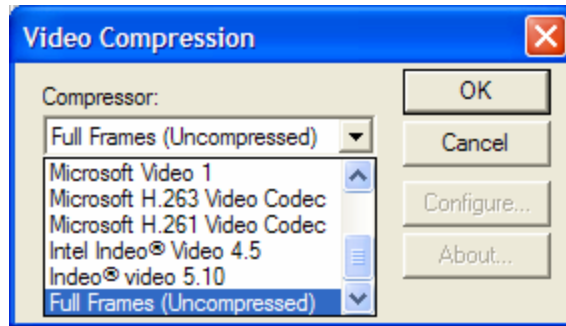 Video Compression
Compressor:
Full Frames (Uncompressed)
Microsoft Video 1
Microsoft H.263 Video Codec
Microsoft H.261 Video Codec
Intel Indeo® Video 4.5
Indeo® video 5.10
Full Frames (Uncompressed)
OK
Cancel
Configure...
About...